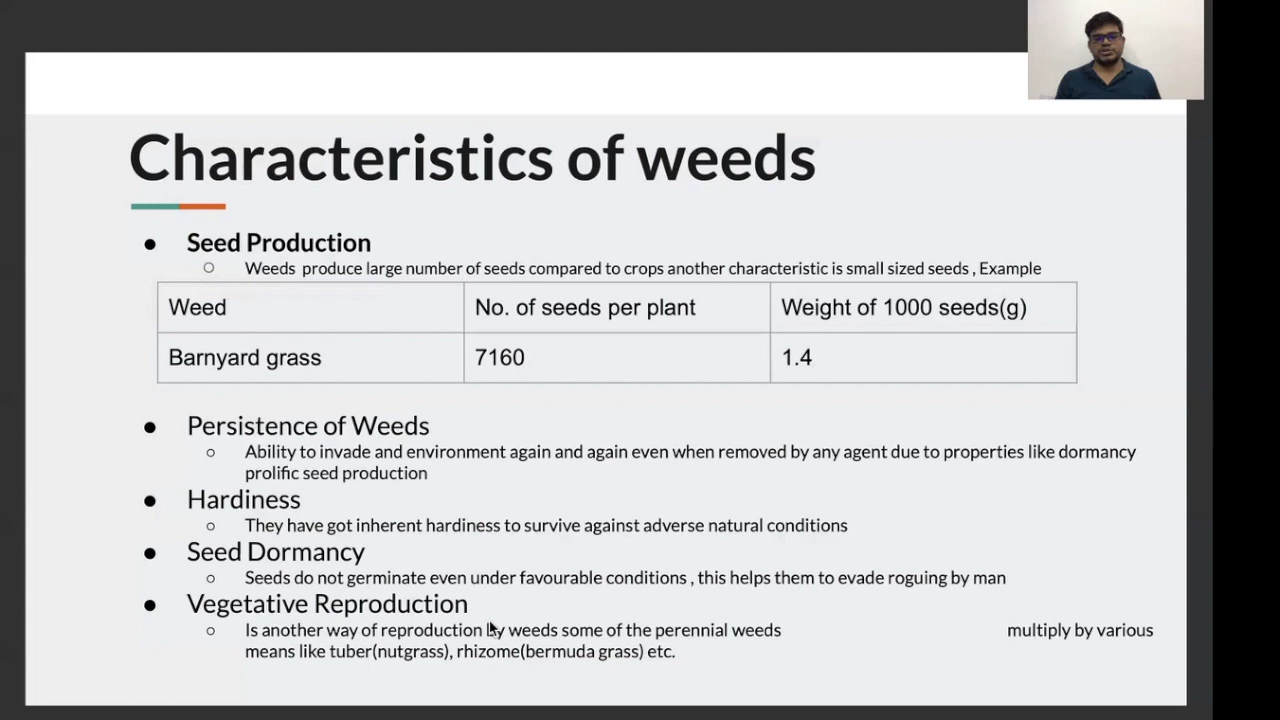 Characteristics of weeds
● Seed Production
○ Weeds produce large number of seeds compared to crops another characteristic is small sized seeds , Example
Weed No. of seeds per plant Weight of 1000 seeds(g)
Barnyard grass 7160 1.4
● Persistence of Weeds
○ Ability to invade and environment again and again even when removed by any agent due to properties like dormancy
prolific seed production
● Hardiness
○ They have got inherent hardiness to survive against adverse natural conditions
● Seed Dormancy
○ Seeds do not germinate even under favourable conditions , this helps them to evade roguing by man
● Vegetative Reproduction
○ Is another way of reproduction by weeds some of the perennial weeds multiply by various
means like tuber(nutgrass), rhizome(bermuda grass) etc.